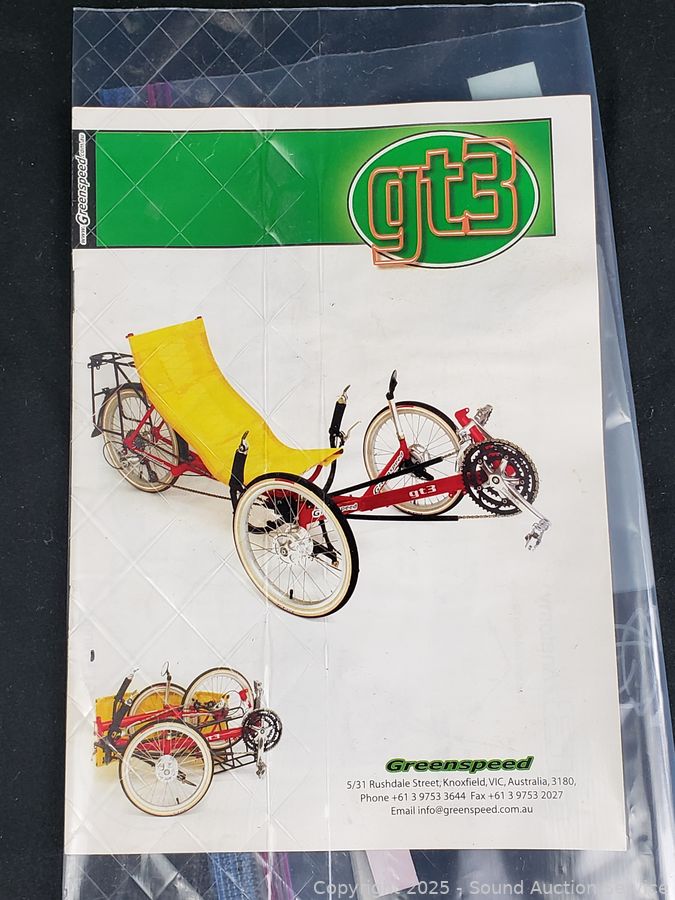 www.Greenspeed.com.au
gt3
Greenspeed
gt3
Greenspeed
5/31 Rushdale Street, Knoxfield, VIC, Australia, 3180,
Phone +61 3 9753 3644 Fax +61 3 9753 2027
Email info@greenspeed.com.au
Copyright 2025 - Sound Auction Service